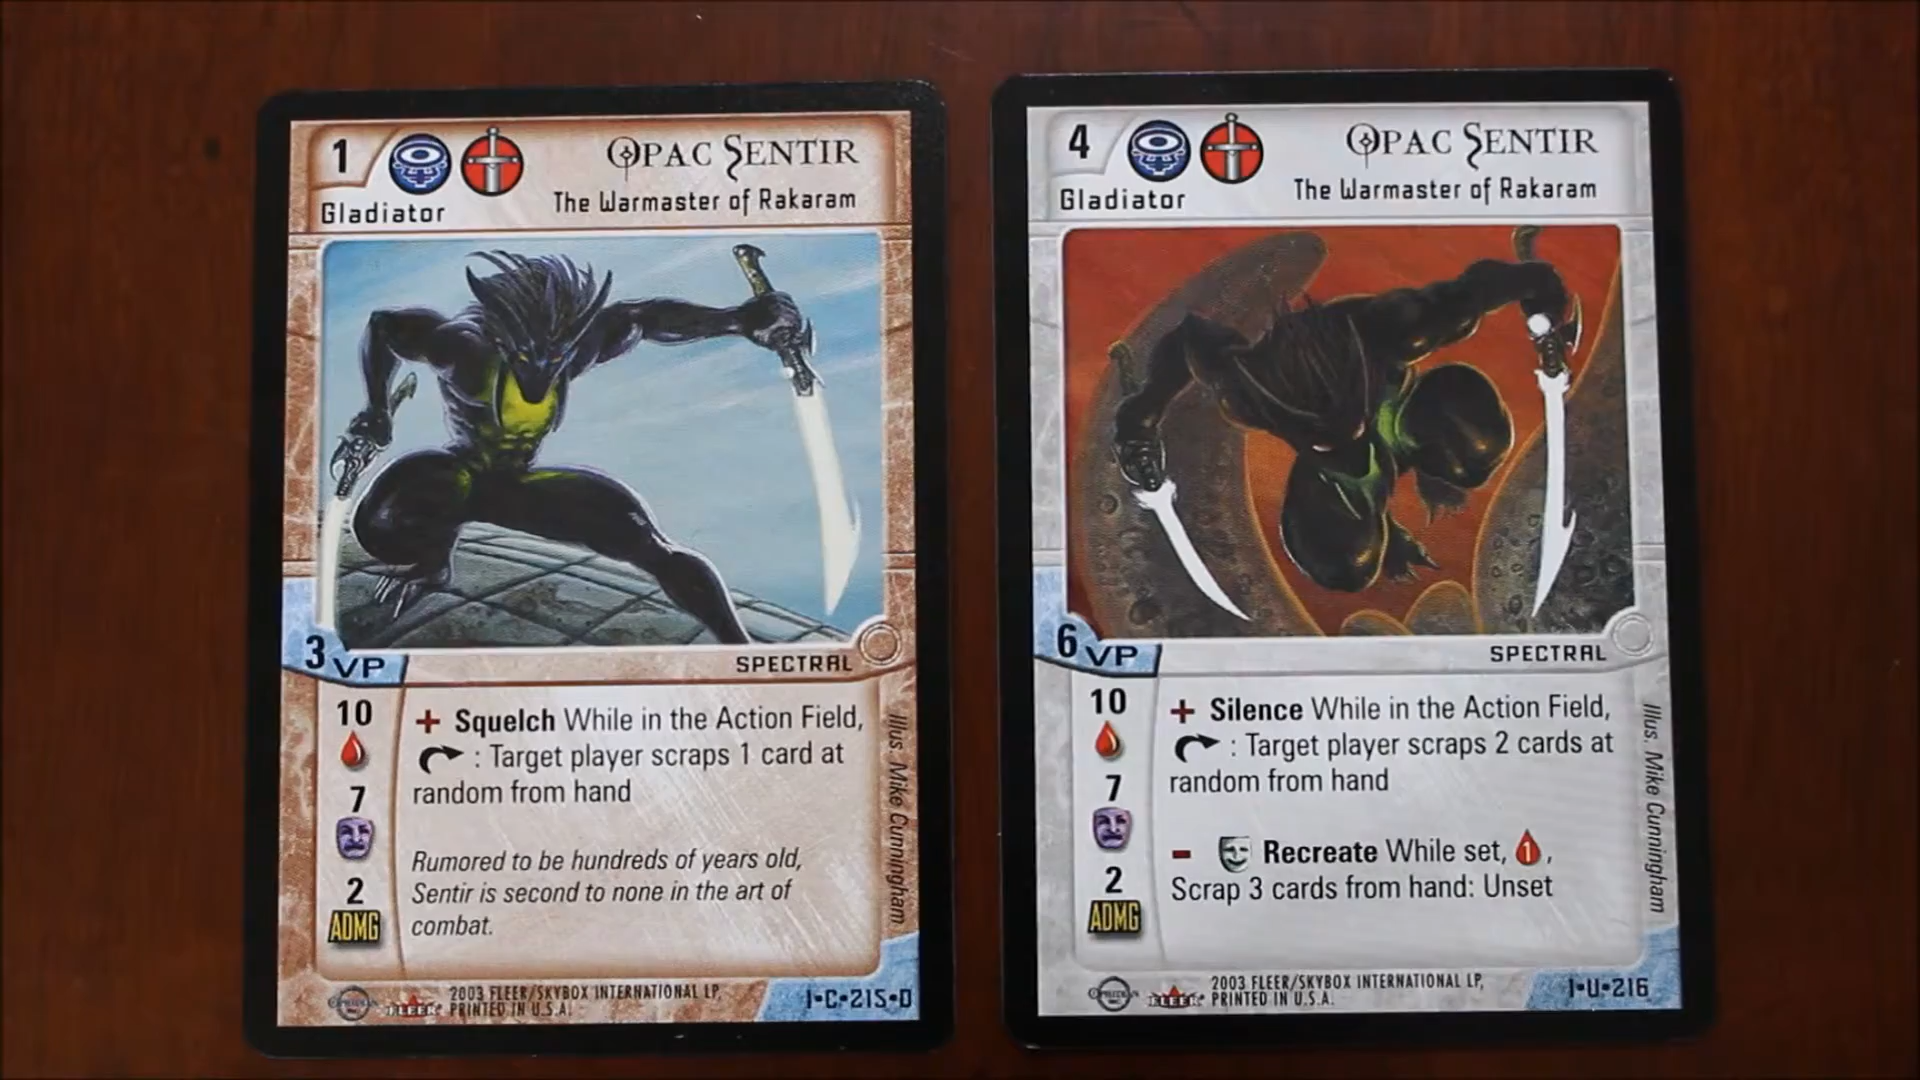 1
Gladiator
OPAC SENTIR
The Warmaster of Rakaram
3 VP
SPECTRAL
10
7
2
ADMG
+ Squelch While in the Action Field,
: Target player scraps 1 card at
random from hand
Rumored to be hundreds of years old,
Sentir is second to none in the art of
combat.
Illus. Mike Cunningham
FLEER
2003 FLEER/SKYBOX INTERNATIONAL LP,
PRINTED IN U.S.A.
1•C•215•D
4
Gladiator
OPAC SENTIR
The Warmaster of Rakaram
6 VP
SPECTRAL
10
7
2
ADMG
+ Silence While in the Action Field,
: Target player scraps 2 cards at
random from hand
- Recreate While set, 1,
Scrap 3 cards from hand: Unset
Illus. Mike Cunningham
FLEER
2003 FLEER/SKYBOX INTERNATIONAL LP,
PRINTED IN U.S.A.
1•U•216